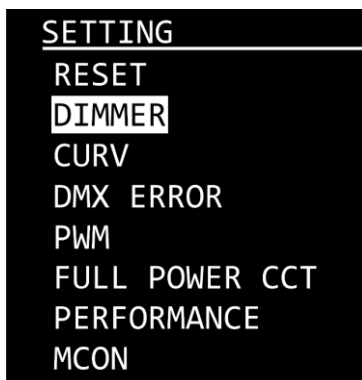 SETTING
RESET
DIMMER
CURV
DMX ERROR
PWM
FULL POWER CCT
PERFORMANCE
MCON